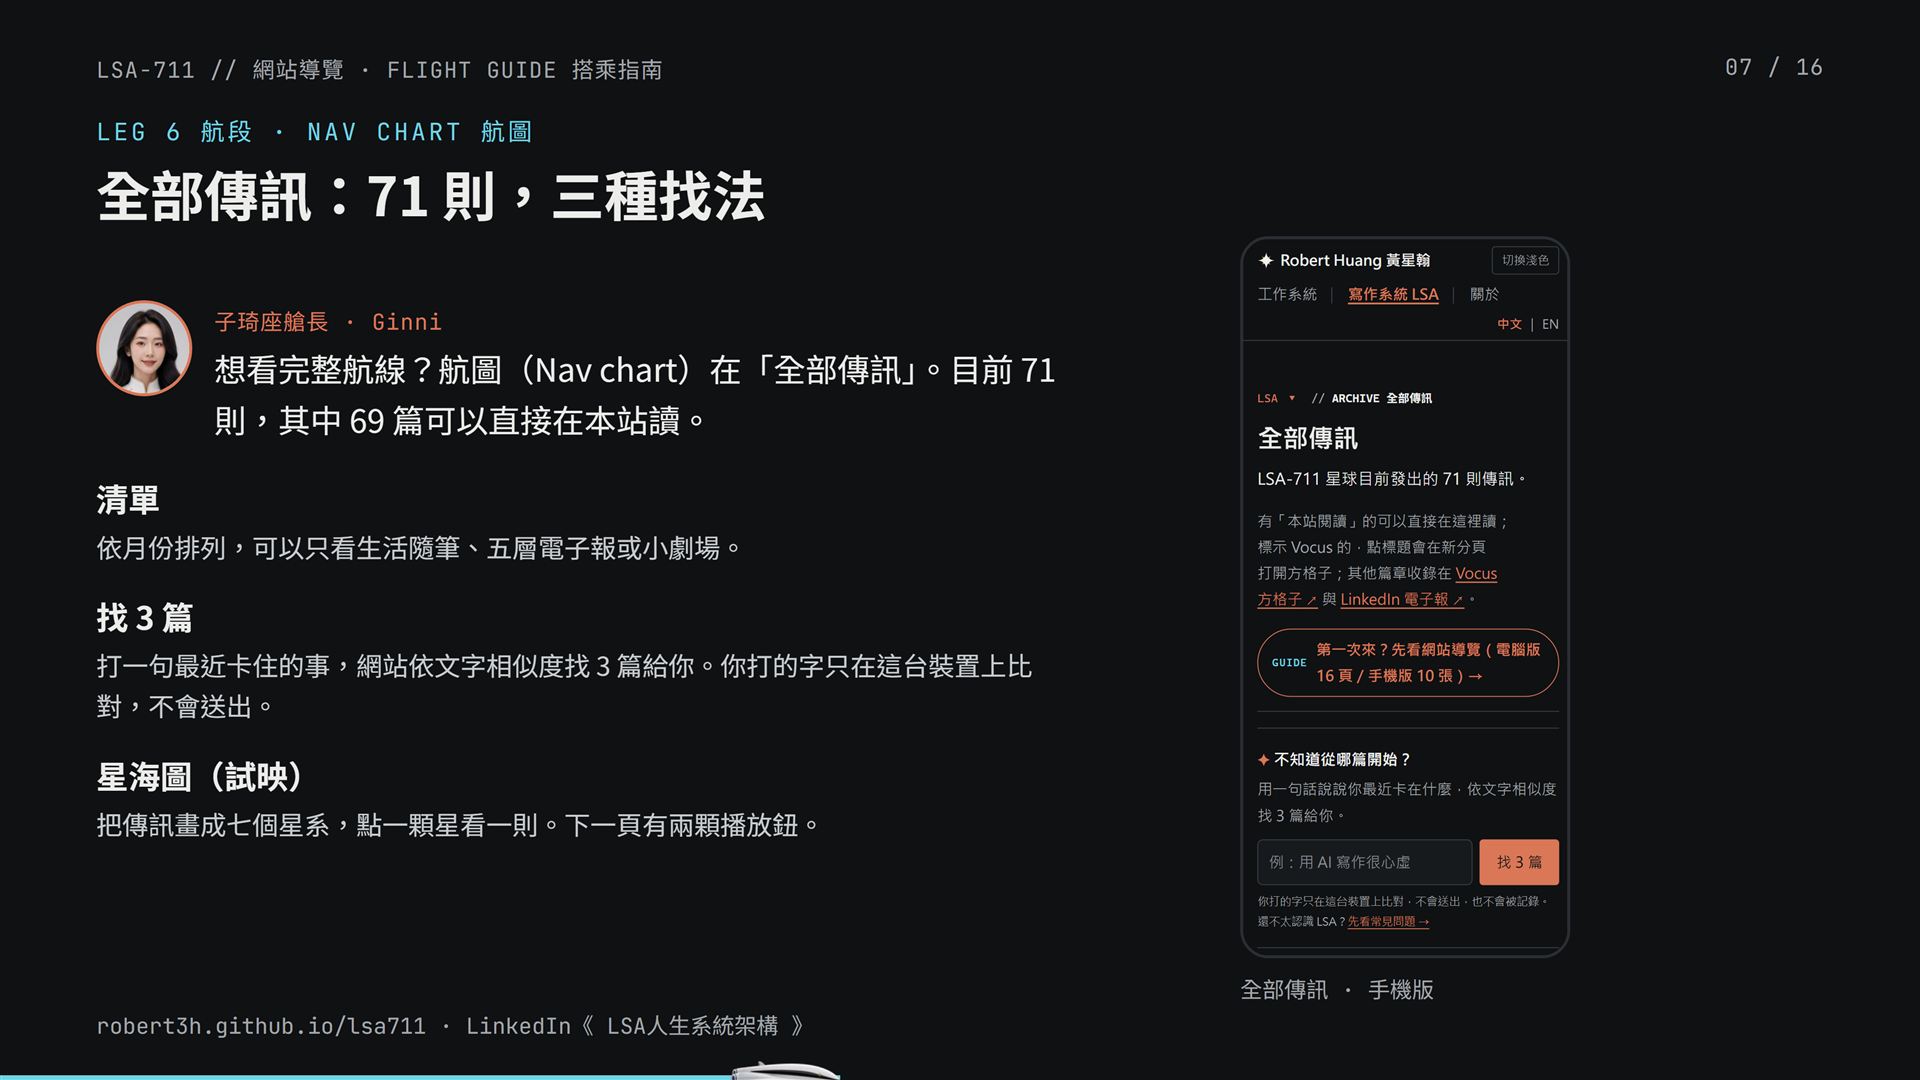 LSA-711 // 網站導覽 · FLIGHT GUIDE 搭乘指南
07 / 16
LEG 6 航段 · NAV CHART 航圖
全部傳訊：71 則，三種找法
子琦座艙長 · Ginni
想看完整航線？航圖（Nav chart）在「全部傳訊」。目前 71
則，其中 69 篇可以直接在本站讀。
清單
依月份排列，可以只看生活隨筆、五層電子報或小劇場。
找 3 篇
打一句最近卡住的事，網站依文字相似度找 3 篇給你。你打的字只在這台裝置上比
對，不會送出。
星海圖（試映）
把傳訊畫成七個星系，點一顆星看一則。下一頁有兩顆播放鈕。
✦ Robert Huang 黃星翰
切換淺色
工作系統 | 寫作系統 LSA | 關於
中文 | EN
LSA ▾ // ARCHIVE 全部傳訊
全部傳訊
LSA-711 星球目前發出的 71 則傳訊。
有「本站閱讀」的可以直接在這裡讀；
標示 Vocus 的，點標題會在新分頁
打開方格子；其他篇章收錄在 Vocus
方格子 ↗ 與 LinkedIn 電子報 ↗。
GUIDE 第一次來？先看網站導覽（電腦版
16 頁 / 手機版 10 張）→
✦ 不知道從哪篇開始？
用一句話說說你最近卡在什麼，依文字相似度
找 3 篇給你。
例：用 AI 寫作很心虛
找 3 篇
你打的字只在這台裝置上比對，不會送出，也不會被記錄。
還不太認識 LSA？先看常見問題 →
全部傳訊 · 手機版
robert3h.github.io/lsa711 · LinkedIn《 LSA人生系統架構 》